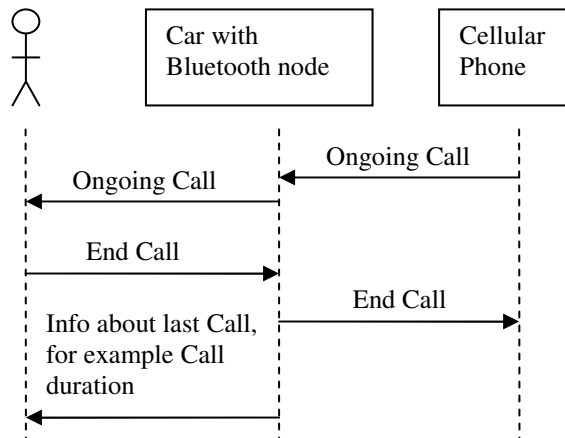 Car with
Bluetooth node
Cellular
Phone
Ongoing Call
Ongoing Call
End Call
End Call
Info about last Call,
for example Call
duration